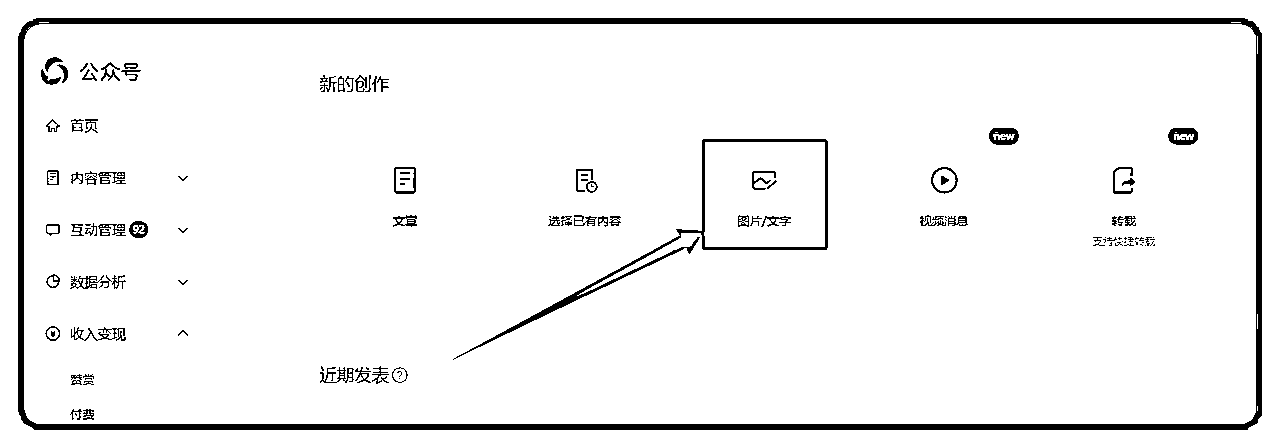 公众号
首页
内容管理
互动管理 92
数据分析
收入变现
赞赏
付费
新的创作
文章
选择已有内容
图片/文字
new
视频消息
new
转载
支持快捷转载
近期发表?